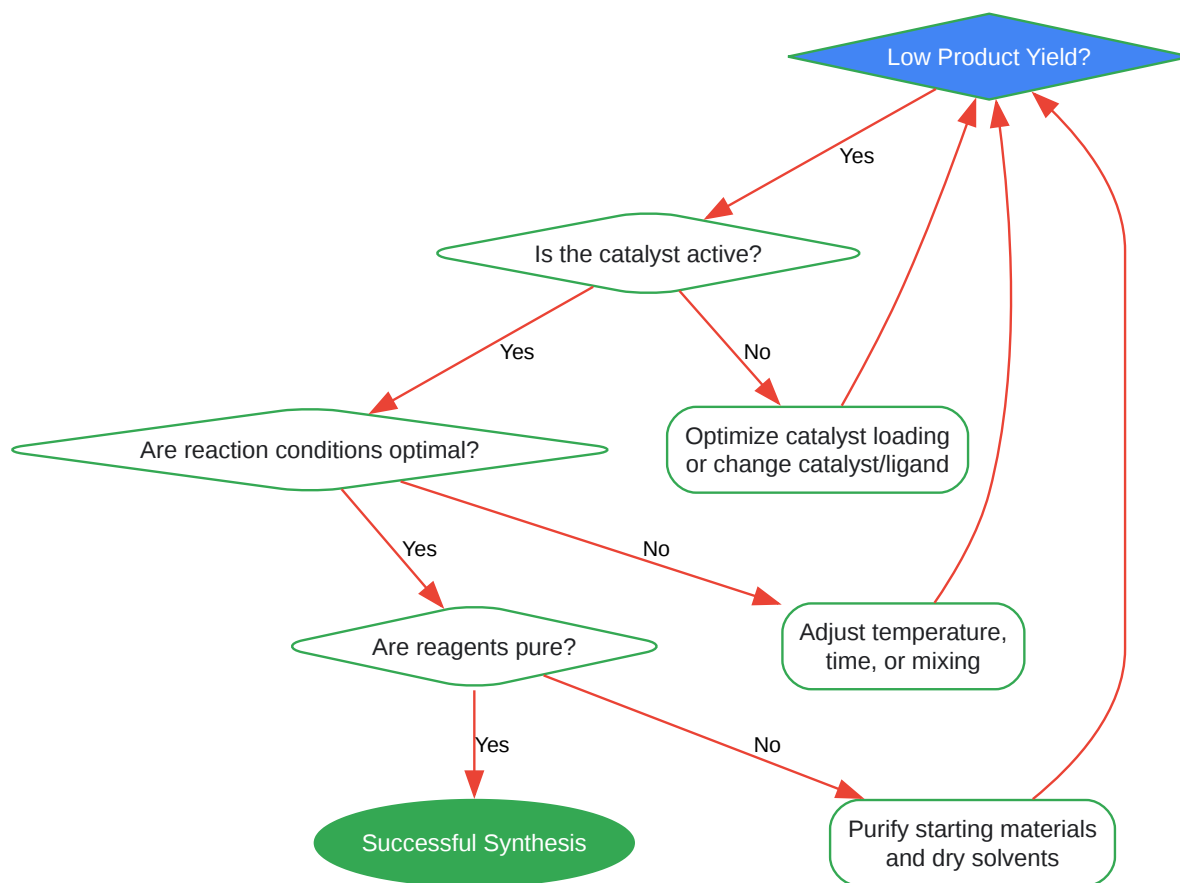 Low Product Yield?
Yes
Is the catalyst active?
Yes
No
Optimize catalyst loading
or change catalyst/ligand
Are reaction conditions optimal?
Yes
No
Adjust temperature,
time, or mixing
Are reagents pure?
Yes
No
Successful Synthesis
Purify starting materials
and dry solvents